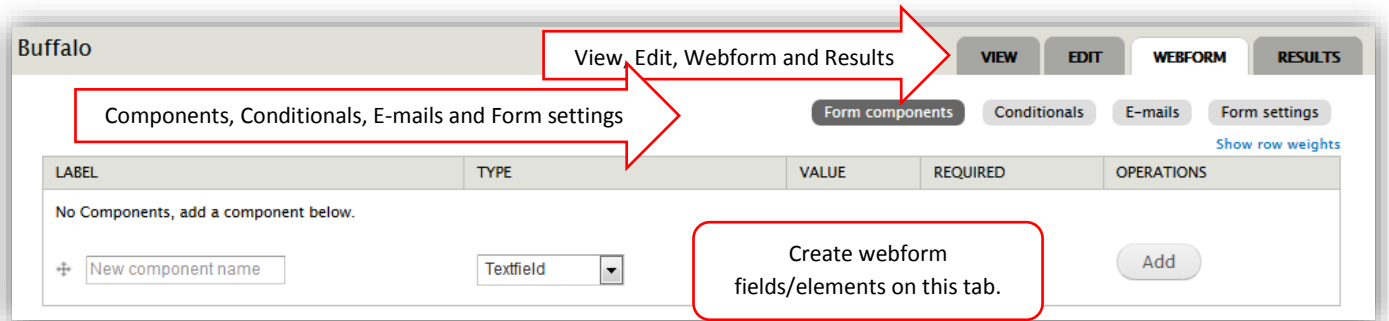 Buffalo
View, Edit, Webform and Results
VIEW EDIT WEBFORM RESULTS
Components, Conditionals, E-mails and Form settings
Form components Conditionals E-mails Form settings
Show row weights
LABEL TYPE VALUE REQUIRED OPERATIONS
No Components, add a component below.
New component name Textfield Add
Create webform
fields/elements on this tab.